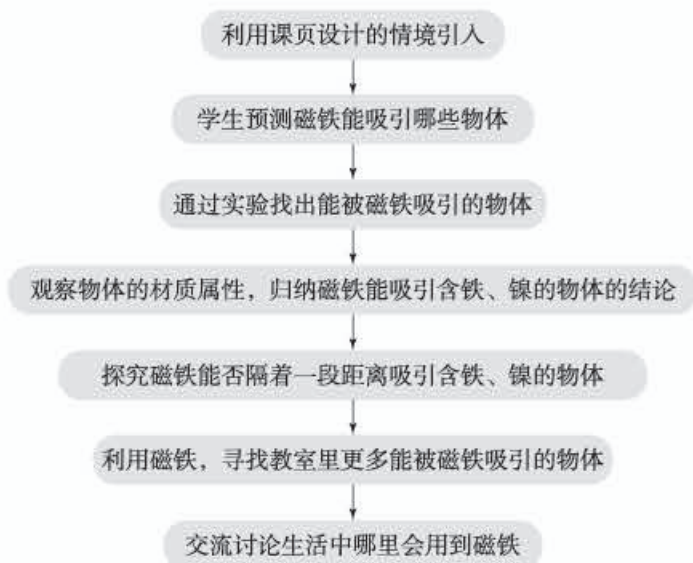 利用课页设计的情境引入
学生预测磁铁能吸引哪些物体
通过实验找出能被磁铁吸引的物体
观察物体的材质属性，归纳磁铁能吸引含铁、镍的物体的结论
探究磁铁能否隔着一段距离吸引含铁、镍的物体
利用磁铁，寻找教室里更多能被磁铁吸引的物体
交流讨论生活中哪里会用到磁铁